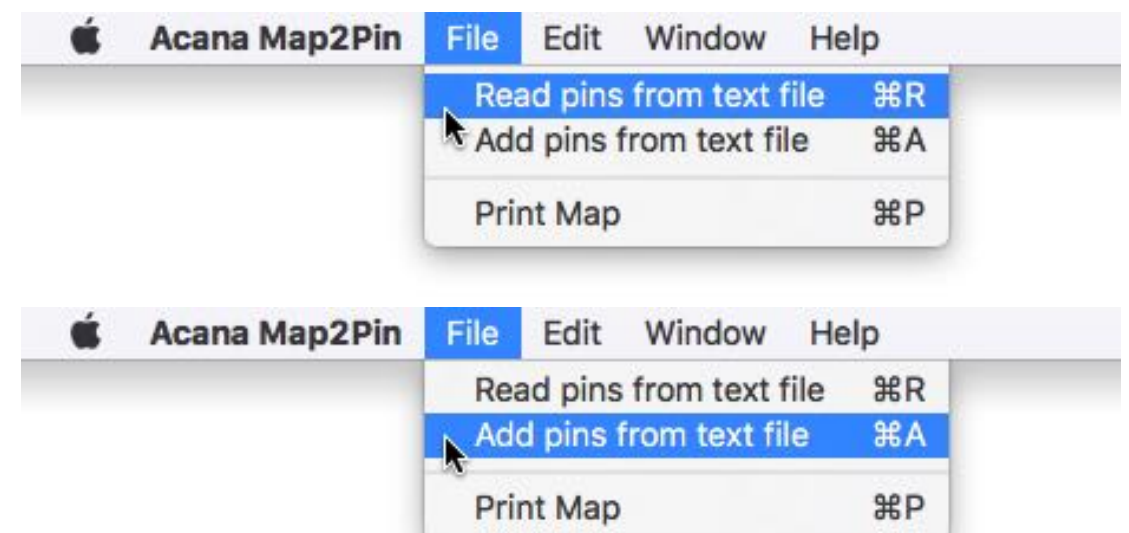 Acana Map2Pin File Edit Window Help
Read pins from text file ⌘R
Add pins from text file ⌘A
Print Map ⌘P
Acana Map2Pin File Edit Window Help
Read pins from text file ⌘R
Add pins from text file ⌘A
Print Map ⌘P